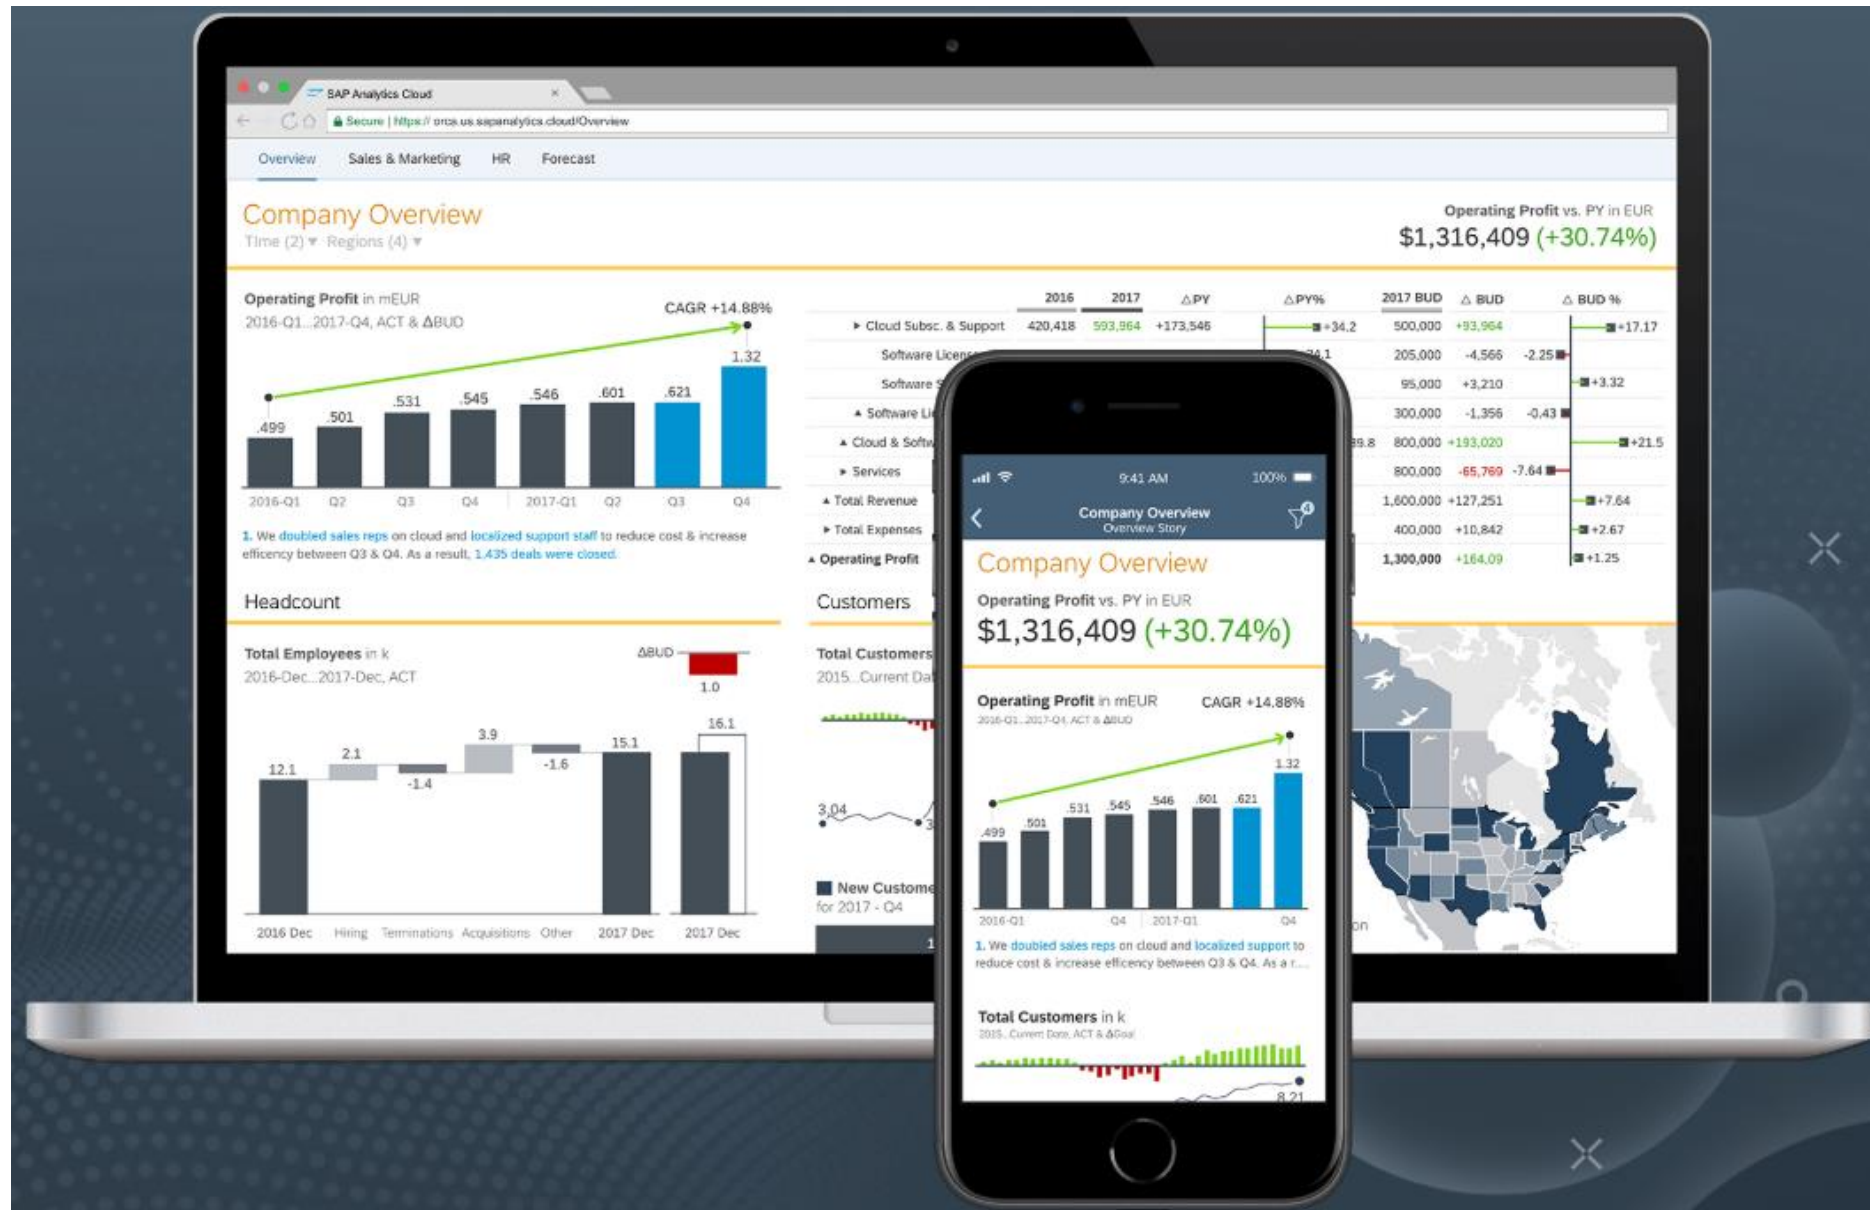 SAP Analytics Cloud
Secure | https:// orca.us.sapanalytics.cloud/Overview
Overview Sales & Marketing HR Forecast
Company Overview
Time (2) Regions (4)
Operating Profit vs. PY in EUR
$1,316,409 (+30.74%)
Operating Profit in mEUR
2016-Q1...2017-Q4, ACT & ΔBUD
CAGR +14.88%
.499 .501 .531 .545 .546 .601 .621 1.32
2016-Q1 Q2 Q3 Q4 2017-Q1 Q2 Q3 Q4
1. We doubled sales reps on cloud and localized support staff to reduce cost & increase
efficency between Q3 & Q4. As a result, 1,435 deals were closed.
2016 2017 △PY △PY% 2017 BUD △ BUD △ BUD %
Cloud Subsc. & Support 420,418 593,964 +173,546 +34.2 500,000 +93,964 +17.17
Software 205,000 -4,566 -2.25
Software 95,000 +3,210 +3.32
Software 300,000 -1,356 -0.43
Cloud & 800,000 +193,020 +21.5
Services 800,000 -65,769 -7.64
Total Revenue 1,600,000 +127,251 +7.64
Total Expenses 400,000 +10,842 +2.67
Operating Profit 1,300,000 +164,09 +1.25
Headcount
Total Employees in k
2016-Dec...2017-Dec, ACT
ΔBUD
1.0
12.1 2.1 -1.4 3.9 -1.6 15.1 16.1
2016 Dec Hiring Terminations Acquisitions Other 2017 Dec 2017 Dec
Customers
Total Customers
2015...Current
3.04
New
for 2017 - Q4
9:41 AM 100%
Company Overview
Overview Story
4
Company Overview
Operating Profit vs. PY in EUR
$1,316,409 (+30.74%)
Operating Profit in mEUR
2016-Q1...2017-Q4, ACT & ΔBUD
CAGR +14.88%
.499 .501 .531 .545 .546 .601 .621 1.32
2016-Q1 Q4 2017-Q1 Q4
1. We doubled sales reps on cloud and localized support to
reduce cost & increase efficency between Q3 & Q4. As a r....
Total Customers in k
2015...Current Date, ACT & ΔGoal
8.21